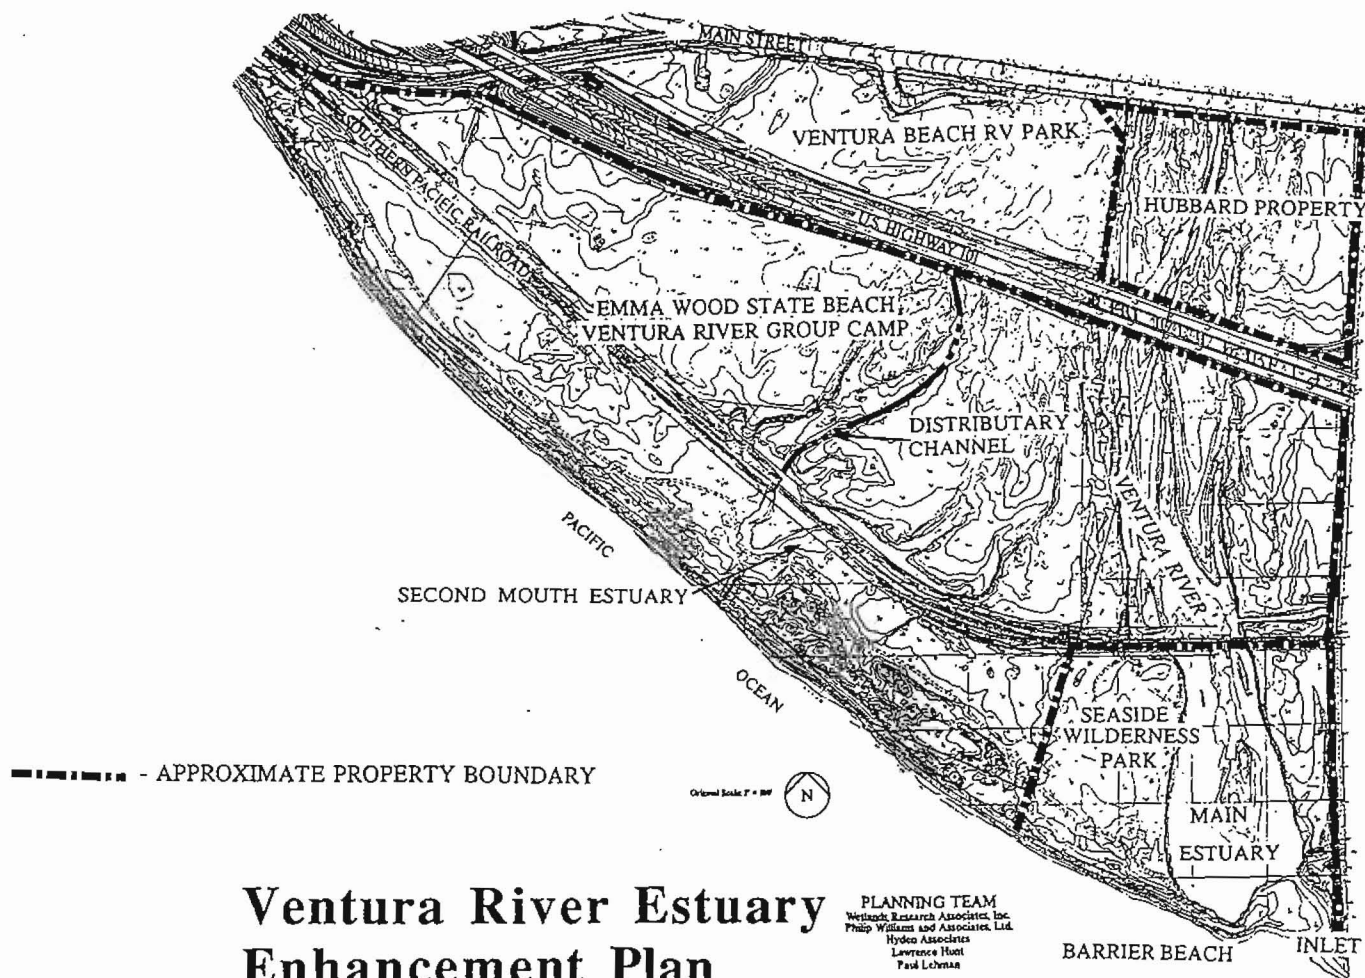 MAIN STREET
VENTURA BEACH RV PARK
HUBBARD PROPERTY
SOUTHERN PACIFIC RAILROAD
US HIGHWAY 101
EMMA WOOD STATE BEACH,
VENTURA RIVER GROUP CAMP
DISTRIBUTARY
CHANNEL
VENTURA RIVER
PACIFIC
SECOND MOUTH ESTUARY
OCEAN
SEASIDE
WILDERNESS
PARK
- APPROXIMATE PROPERTY BOUNDARY
N
MAIN
ESTUARY
Ventura River Estuary
Enhancement Plan
PLANNING TEAM
Wetlands Research Associates, Inc.
Philip Williams and Associates, Ltd.
Hyden Associates
Lawrence Hunt
Paul Lehman
BARRIER BEACH
INLET